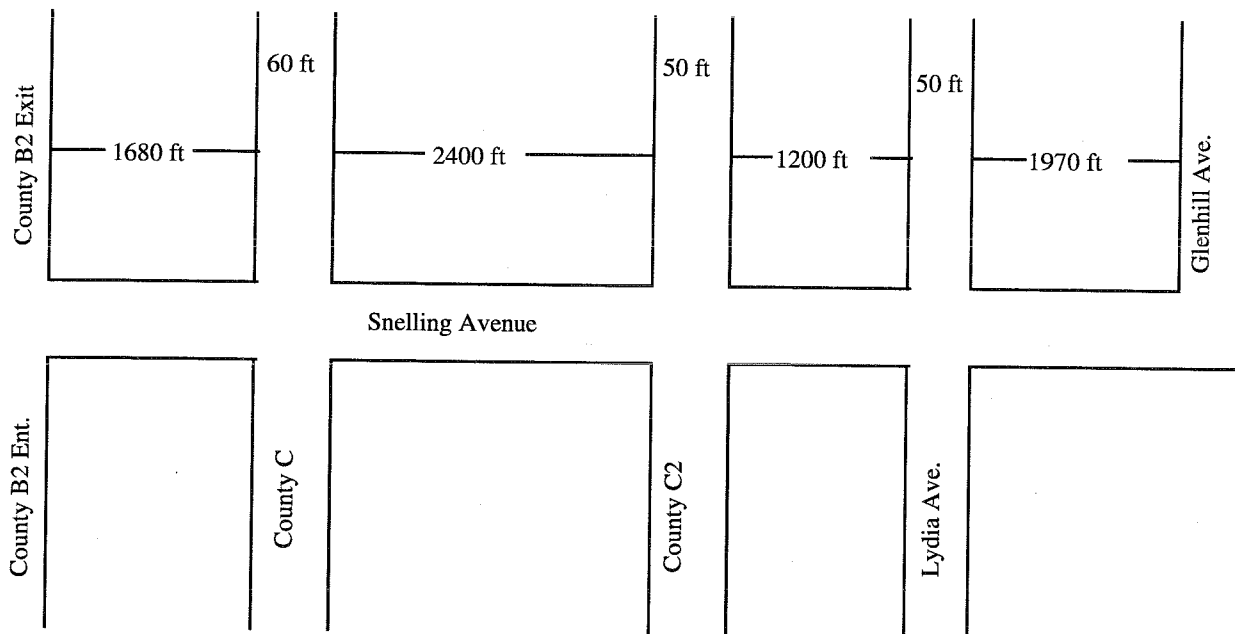 60 ft
50 ft
50 ft
County B2 Exit
1680 ft
2400 ft
1200 ft
1970 ft
Glenhill Ave.
Snelling Avenue
County B2 Ent.
County C
County C2
Lydia Ave.